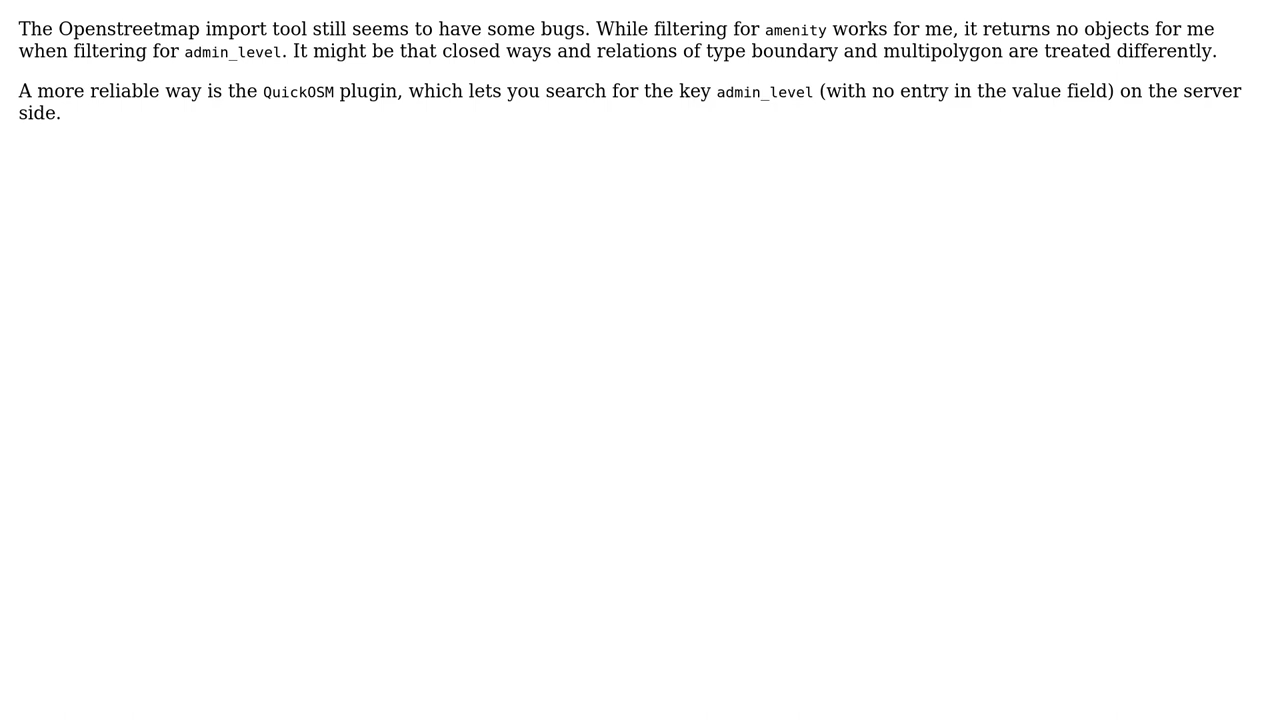 The Openstreetmap import tool still seems to have some bugs. While filtering for amenity works for me, it returns no objects for me
when filtering for admin_level. It might be that closed ways and relations of type boundary and multipolygon are treated differently.
A more reliable way is the QuickOSM plugin, which lets you search for the key admin_level (with no entry in the value field) on the server
side.